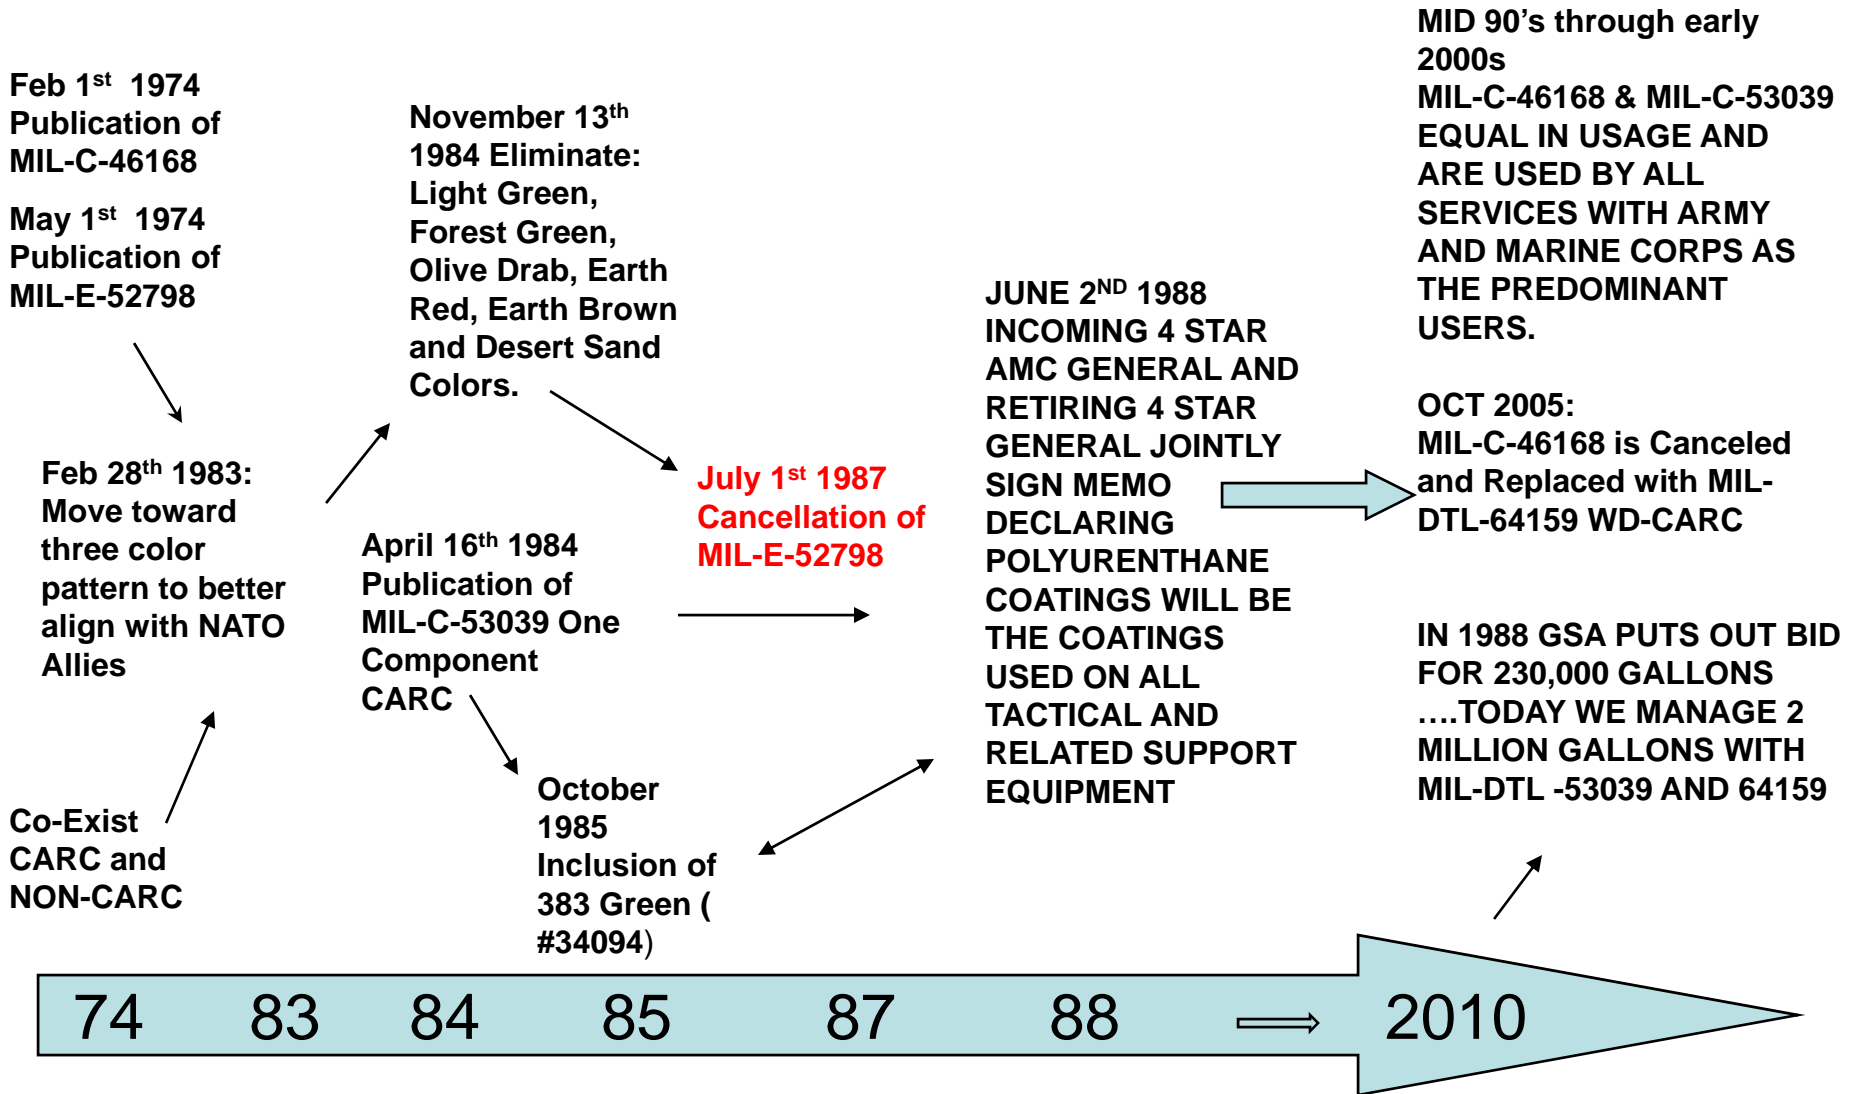 Feb 1st 1974
Publication of
MIL-C-46168
May 1st 1974
Publication of
MIL-E-52798
Feb 28th 1983:
Move toward
three color
pattern to better
align with NATO
Allies
Co-Exist
CARC and
NON-CARC
November 13th
1984 Eliminate:
Light Green,
Forest Green,
Olive Drab, Earth
Red, Earth Brown
and Desert Sand
Colors.
April 16th 1984
Publication of
MIL-C-53039 One
Component
CARC
October
1985
Inclusion of
383 Green (
#34094)
July 1st 1987
Cancellation of
MIL-E-52798
JUNE 2ND 1988
INCOMING 4 STAR
AMC GENERAL AND
RETIRING 4 STAR
GENERAL JOINTLY
SIGN MEMO
DECLARING
POLYURENTHANE
COATINGS WILL BE
THE COATINGS
USED ON ALL
TACTICAL AND
RELATED SUPPORT
EQUIPMENT
MID 90’s through early
2000s
MIL-C-46168 & MIL-C-53039
EQUAL IN USAGE AND
ARE USED BY ALL
SERVICES WITH ARMY
AND MARINE CORPS AS
THE PREDOMINANT
USERS.
OCT 2005:
MIL-C-46168 is Canceled
and Replaced with MIL-
DTL-64159 WD-CARC
IN 1988 GSA PUTS OUT BID
FOR 230,000 GALLONS
….TODAY WE MANAGE 2
MILLION GALLONS WITH
MIL-DTL -53039 AND 64159
74 83 84 85 87 88 2010